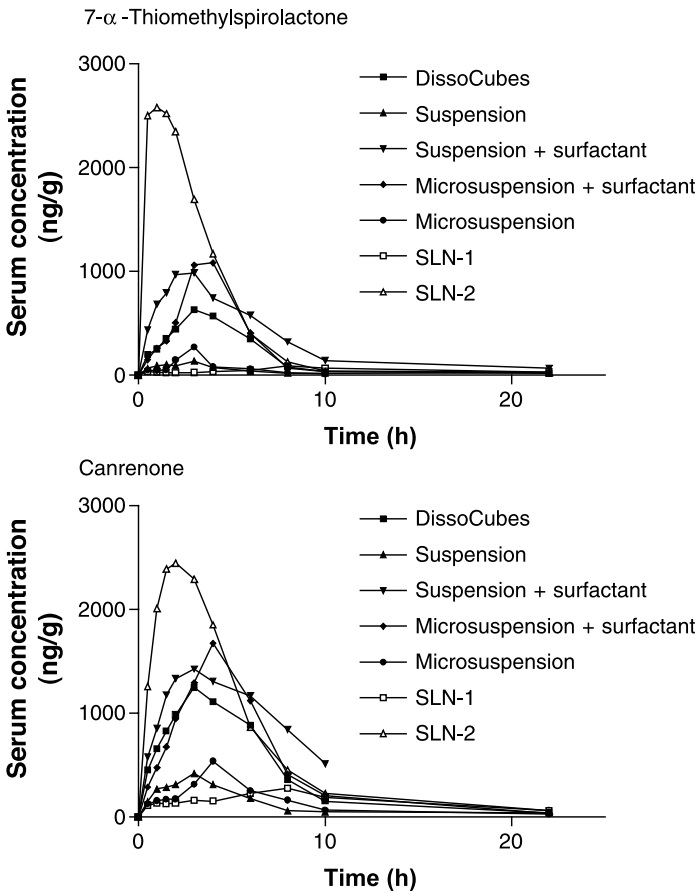 7-α -Thiomethylspirolactone
3000
2000
1000
0
Serum concentration
(ng/g)
DissoCubes
Suspension
Suspension + surfactant
Microsuspension + surfactant
Microsuspension
SLN-1
SLN-2
0
10
20
Time (h)
Canrenone
3000
2000
1000
0
Serum concentration
(ng/g)
DissoCubes
Suspension
Suspension + surfactant
Microsuspension + surfactant
Microsuspension
SLN-1
SLN-2
0
10
20
Time (h)